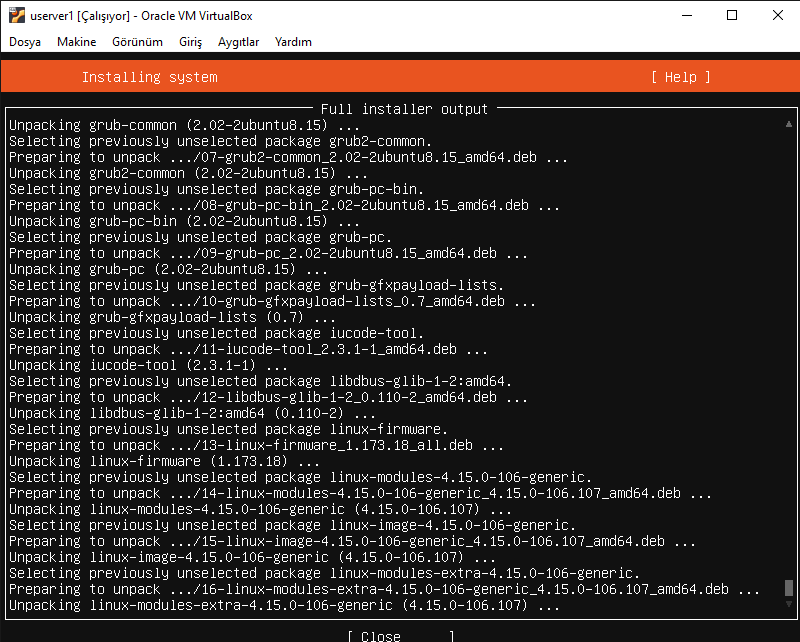 userver1 [Çalışıyor] - Oracle VM VirtualBox
Dosya Makine Görünüm Giriş Aygıtlar Yardım
Installing system [ Help ]
Full installer output
Unpacking grub-common (2.02-2ubuntu8.15) ...
Selecting previously unselected package grub2-common.
Preparing to unpack .../07-grub2-common_2.02-2ubuntu8.15_amd64.deb ...
Unpacking grub2-common (2.02-2ubuntu8.15) ...
Selecting previously unselected package grub-pc-bin.
Preparing to unpack .../08-grub-pc-bin_2.02-2ubuntu8.15_amd64.deb ...
Unpacking grub-pc-bin (2.02-2ubuntu8.15) ...
Selecting previously unselected package grub-pc.
Preparing to unpack .../09-grub-pc_2.02-2ubuntu8.15_amd64.deb ...
Unpacking grub-pc (2.02-2ubuntu8.15) ...
Selecting previously unselected package grub-gfxpayload-lists.
Preparing to unpack .../10-grub-gfxpayload-lists_0.7_amd64.deb ...
Unpacking grub-gfxpayload-lists (0.7) ...
Selecting previously unselected package iucode-tool.
Preparing to unpack .../11-iucode-tool_2.3.1-1_amd64.deb ...
Unpacking iucode-tool (2.3.1-1) ...
Selecting previously unselected package libdbus-glib-1-2:amd64.
Preparing to unpack .../12-libdbus-glib-1-2_0.110-2_amd64.deb ...
Unpacking libdbus-glib-1-2:amd64 (0.110-2) ...
Selecting previously unselected package linux-firmware.
Preparing to unpack .../13-linux-firmware_1.173.18_all.deb ...
Unpacking linux-firmware (1.173.18) ...
Selecting previously unselected package linux-modules-4.15.0-106-generic.
Preparing to unpack .../14-linux-modules-4.15.0-106-generic_4.15.0-106.107_amd64.deb ...
Unpacking linux-modules-4.15.0-106-generic (4.15.0-106.107) ...
Selecting previously unselected package linux-image-4.15.0-106-generic.
Preparing to unpack .../15-linux-image-4.15.0-106-generic_4.15.0-106.107_amd64.deb ...
Unpacking linux-image-4.15.0-106-generic (4.15.0-106.107) ...
Selecting previously unselected package linux-modules-extra-4.15.0-106-generic.
Preparing to unpack .../16-linux-modules-extra-4.15.0-106-generic_4.15.0-106.107_amd64.deb ...
Unpacking linux-modules-extra-4.15.0-106-generic (4.15.0-106.107) ...
[ Close ]